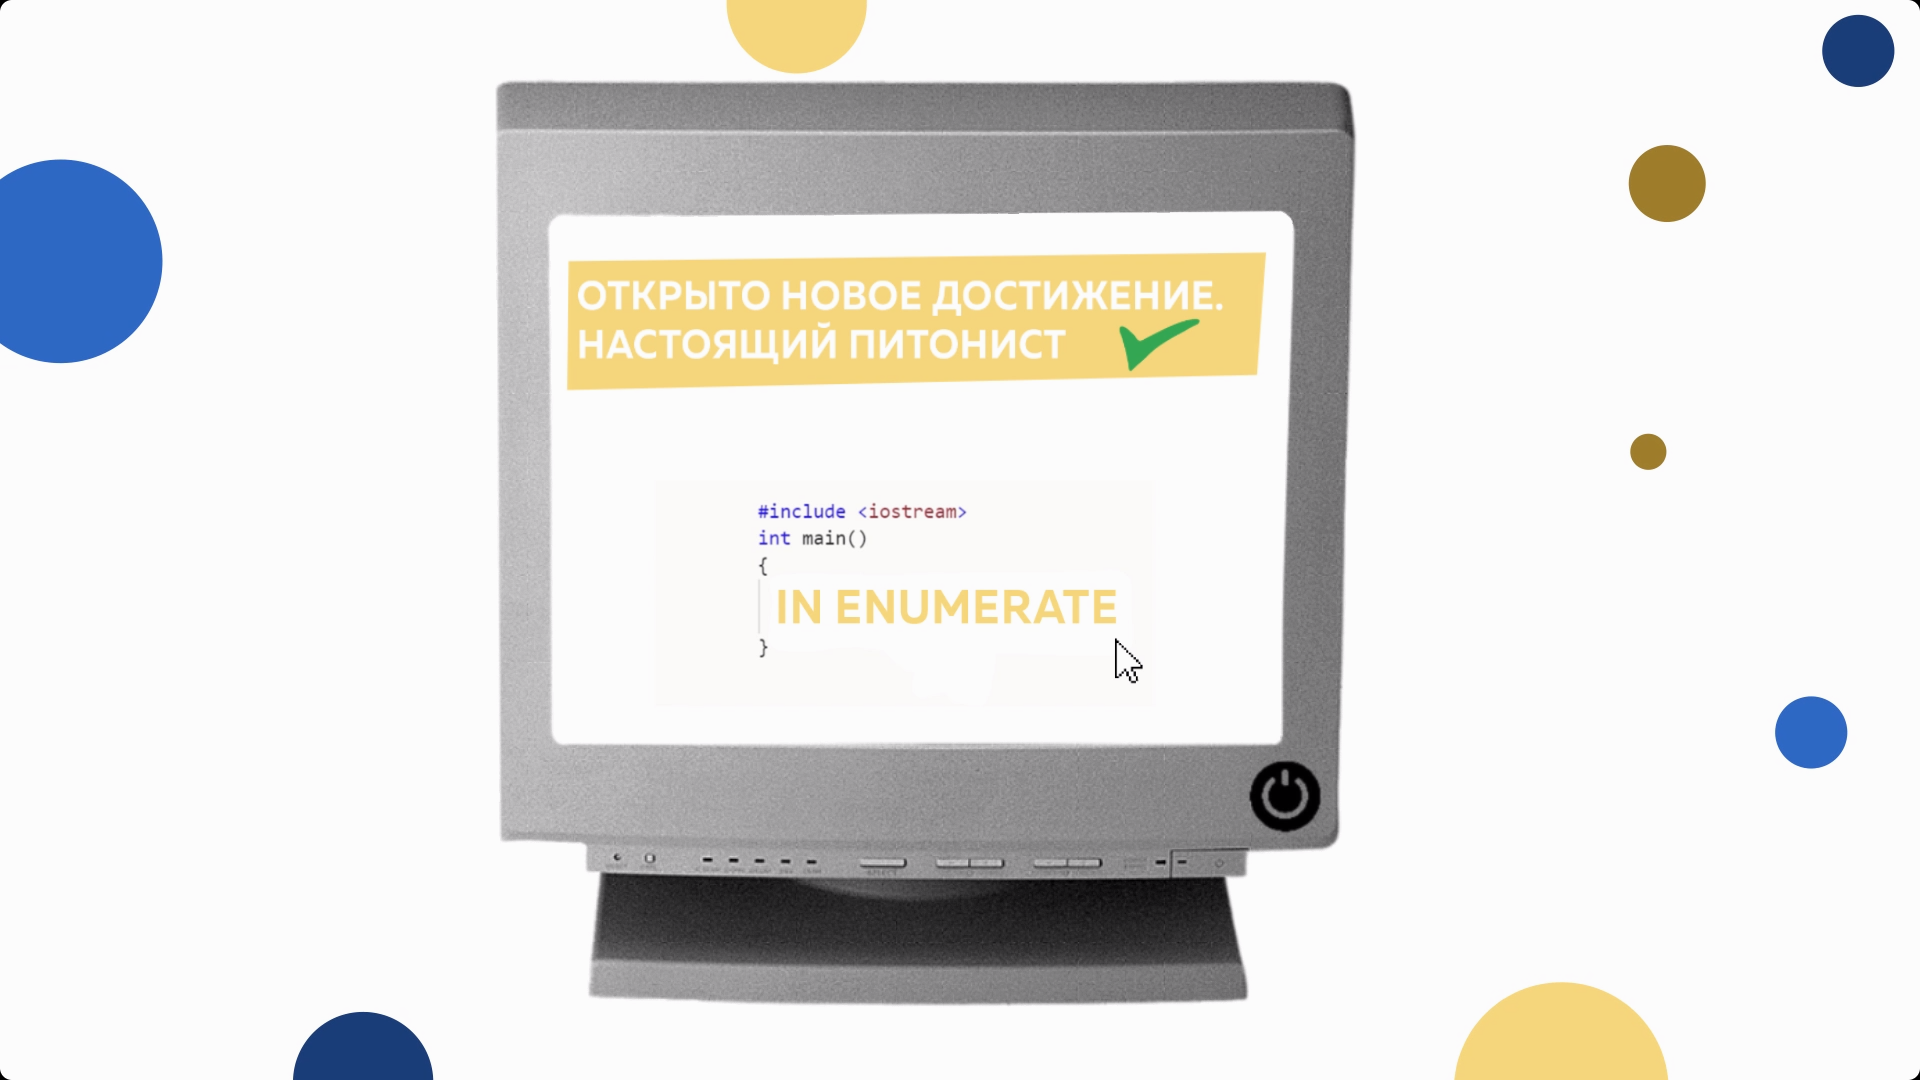 ОТКРЫТО НОВОЕ ДОСТИЖЕНИЕ.
НАСТОЯЩИЙ ПИТОНИСТ
#include <iostream>
int main()
{
IN ENUMERATE
}